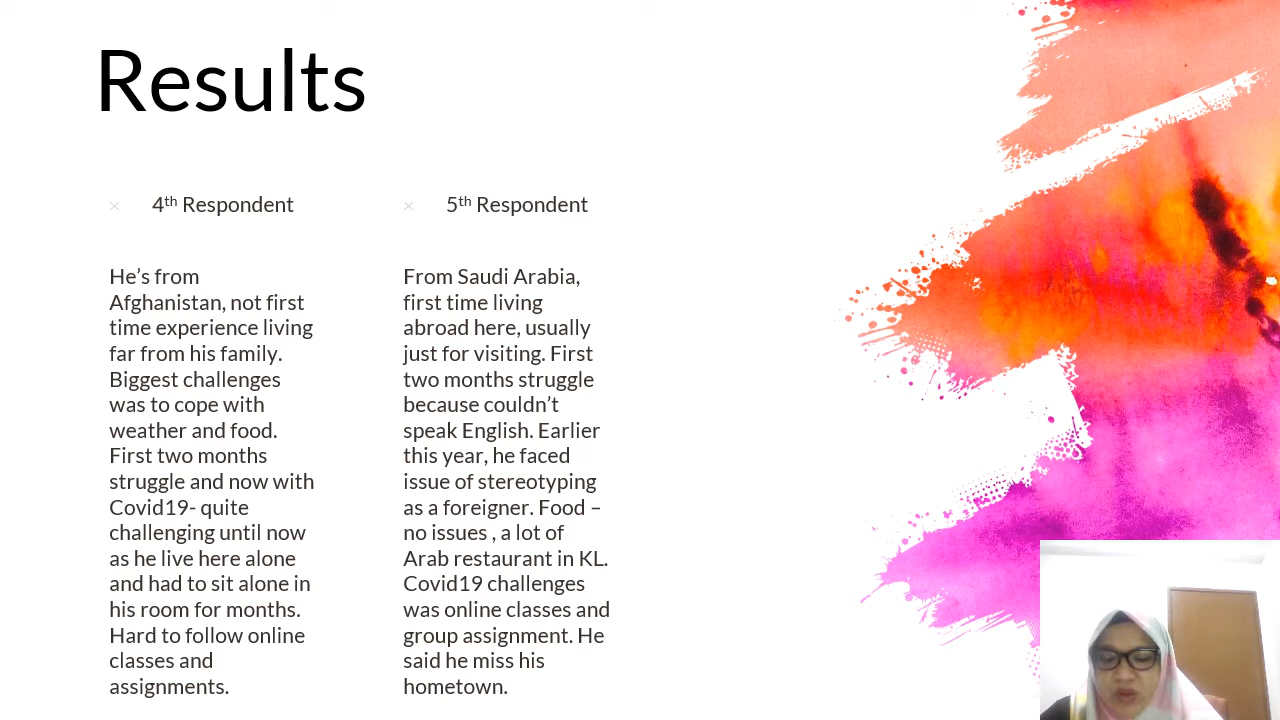 Results
× 4th Respondent
He’s from
Afghanistan, not first
time experience living
far from his family.
Biggest challenges
was to cope with
weather and food.
First two months
struggle and now with
Covid19- quite
challenging until now
as he live here alone
and had to sit alone in
his room for months.
Hard to follow online
classes and
assignments.
× 5th Respondent
From Saudi Arabia,
first time living
abroad here, usually
just for visiting. First
two months struggle
because couldn’t
speak English. Earlier
this year, he faced
issue of stereotyping
as a foreigner. Food –
no issues , a lot of
Arab restaurant in KL.
Covid19 challenges
was online classes and
group assignment. He
said he miss his
hometown.